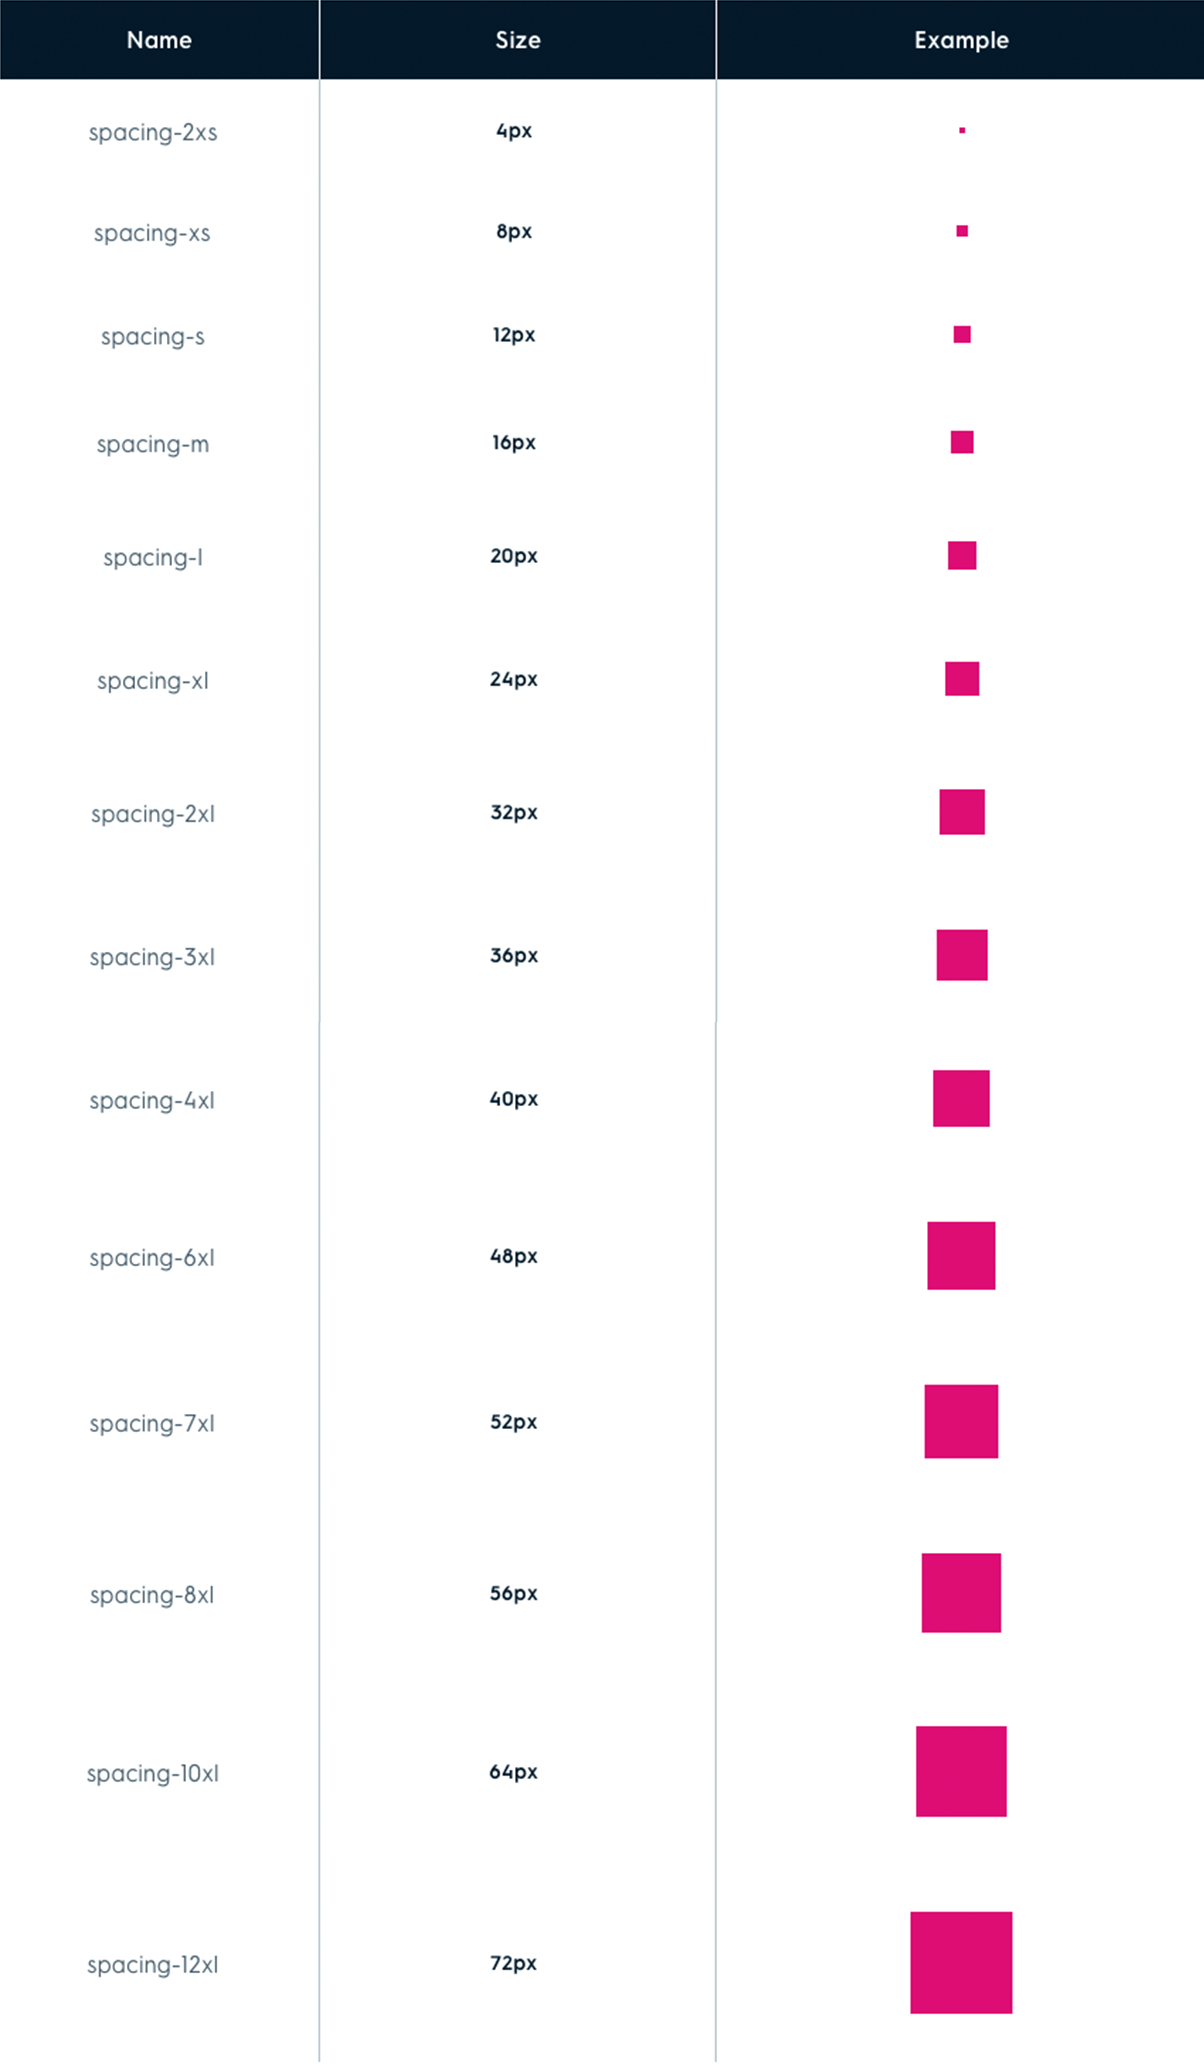 Name Size Example
spacing-2xs 4px
spacing-xs 8px
spacing-s 12px
spacing-m 16px
spacing-l 20px
spacing-xl 24px
spacing-2xl 32px
spacing-3xl 36px
spacing-4xl 40px
spacing-6xl 48px
spacing-7xl 52px
spacing-8xl 56px
spacing-10xl 64px
spacing-12xl 72px